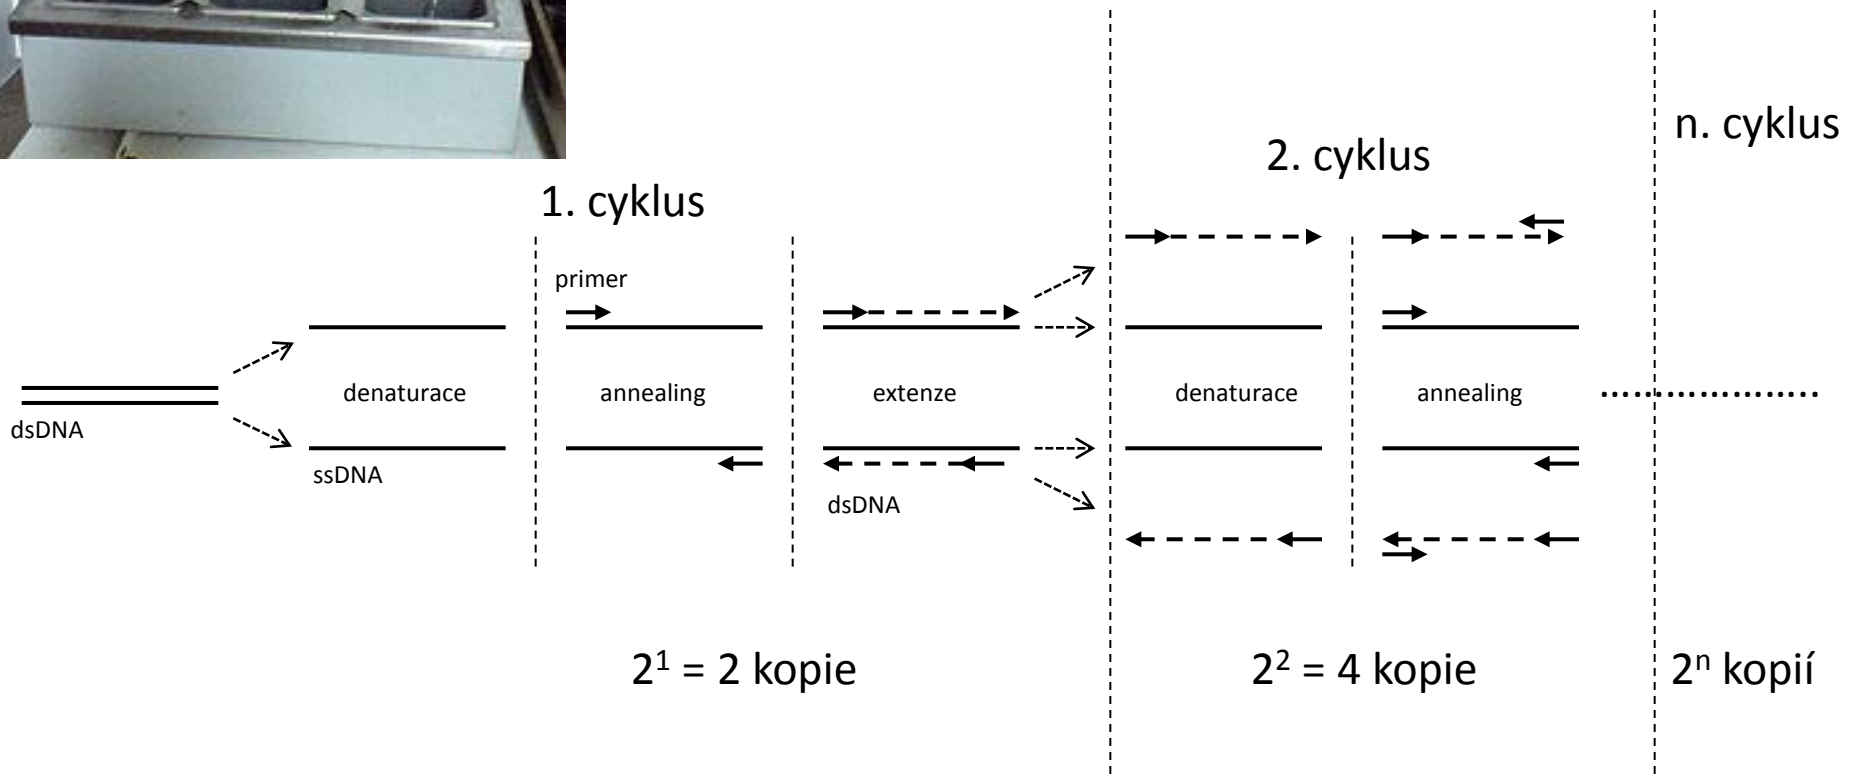 n. cyklus
2. cyklus
1. cyklus
primer
denaturace
annealing
extenze
denaturace
annealing
dsDNA
ssDNA
dsDNA
2¹ = 2 kopie
2² = 4 kopie
2ⁿ kopií